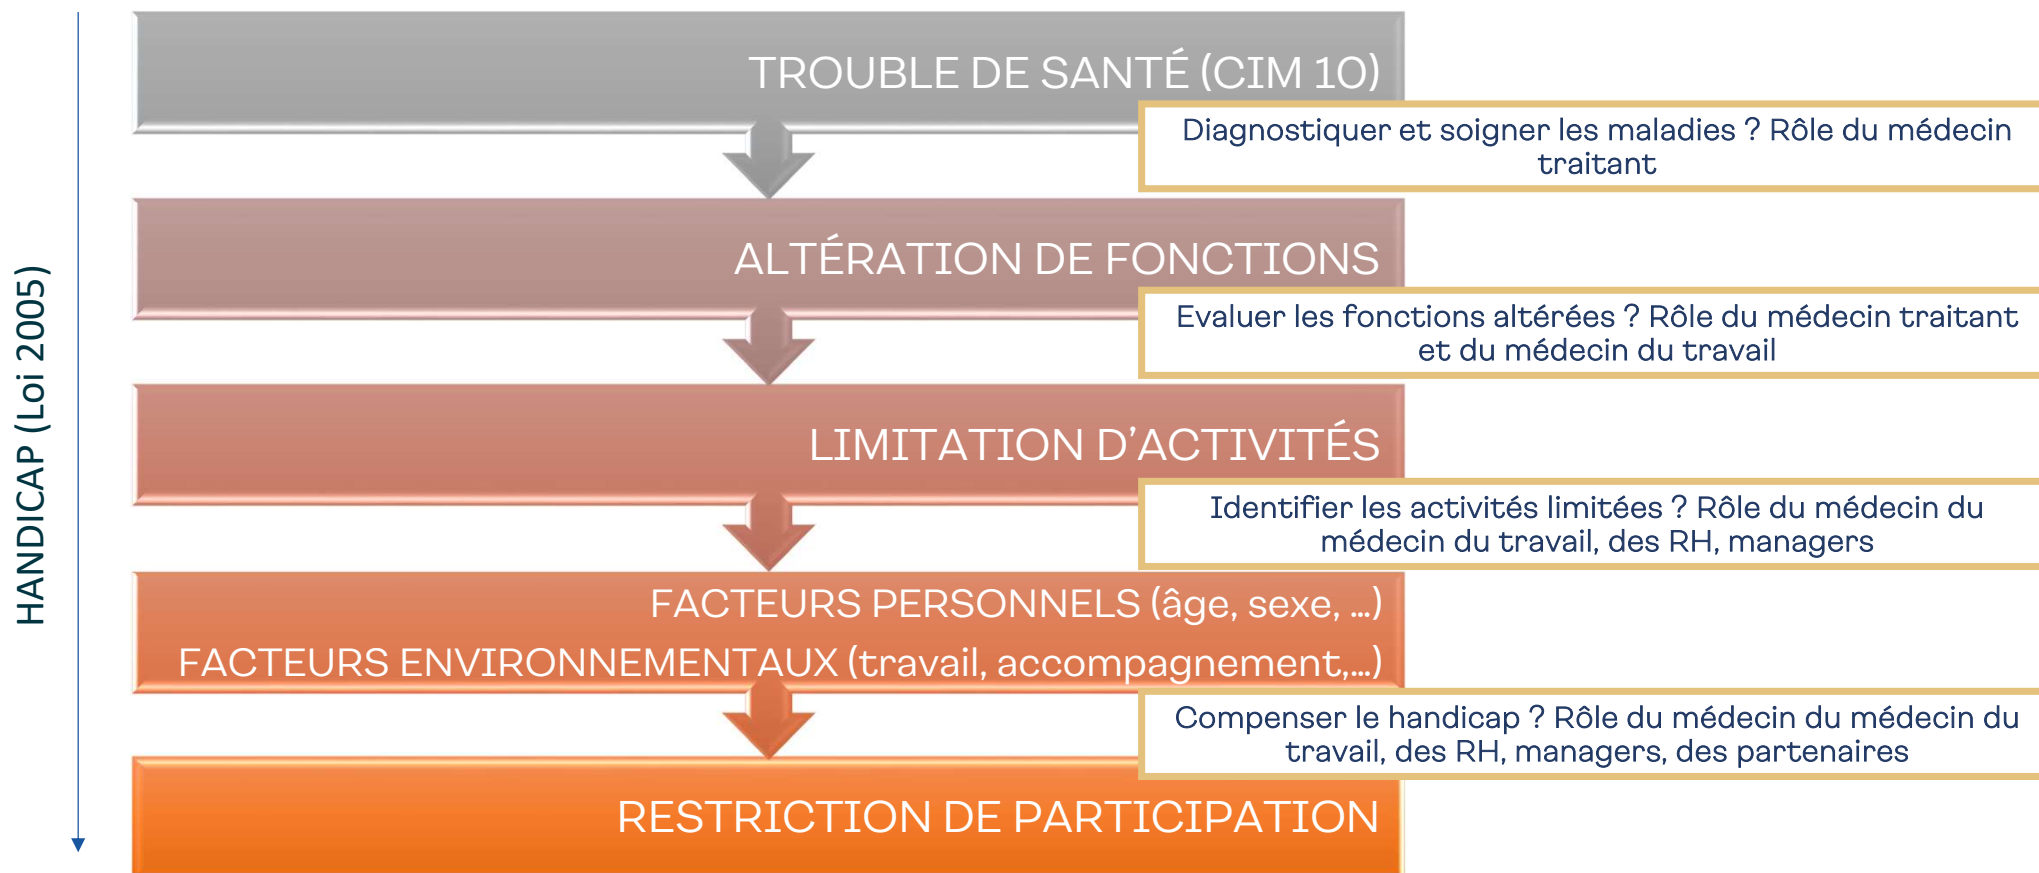 HANDICAP (Loi 2005)
TROUBLE DE SANTÉ (CIM 10)
Diagnostiquer et soigner les maladies ? Rôle du médecin
traitant
ALTÉRATION DE FONCTIONS
Evaluer les fonctions altérées ? Rôle du médecin traitant
et du médecin du travail
LIMITATION D’ACTIVITÉS
Identifier les activités limitées ? Rôle du médecin du
médecin du travail, des RH, managers
FACTEURS PERSONNELS (âge, sexe, ...)
FACTEURS ENVIRONNEMENTAUX (travail, accompagnement,...)
Compenser le handicap ? Rôle du médecin du médecin du
travail, des RH, managers, des partenaires
RESTRICTION DE PARTICIPATION